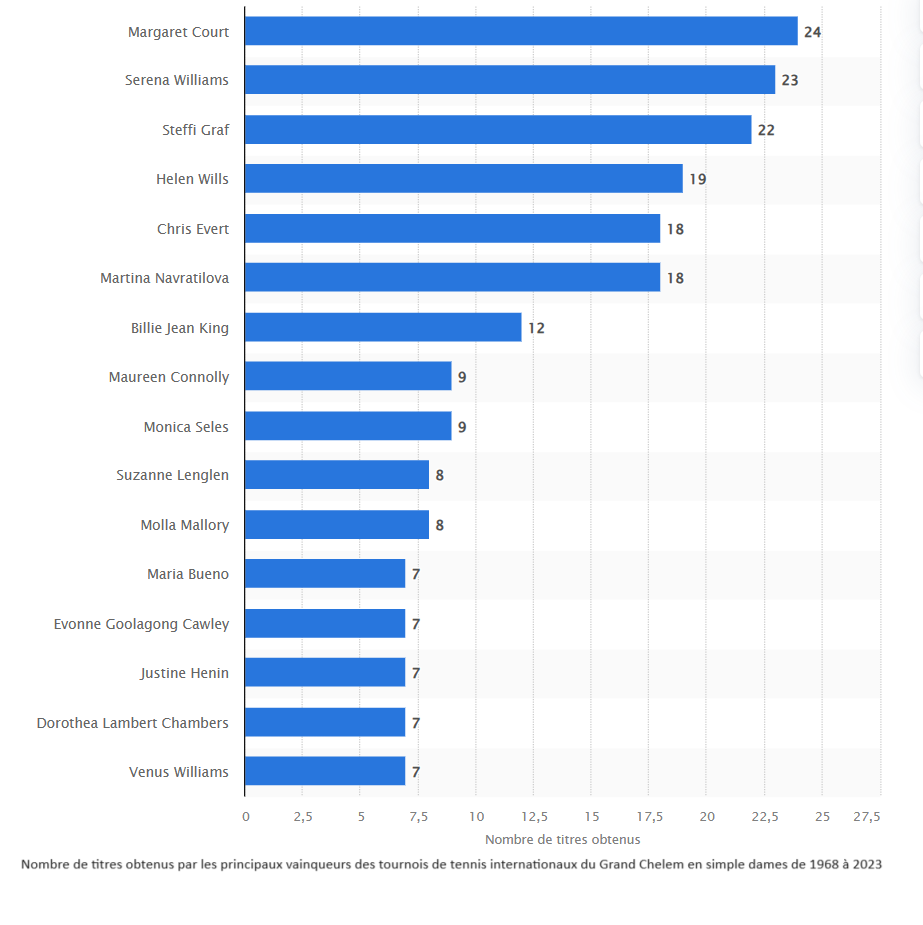 Margaret Court 24
Serena Williams 23
Steffi Graf 22
Helen Wills 19
Chris Evert 18
Martina Navratilova 18
Billie Jean King 12
Maureen Connolly 9
Monica Seles 9
Suzanne Lenglen 8
Molla Mallory 8
Maria Bueno 7
Evonne Goolagong Cawley 7
Justine Henin 7
Dorothea Lambert Chambers 7
Venus Williams 7
0 2,5 5 7,5 10 12,5 15 17,5 20 22,5 25 27,5
Nombre de titres obtenus
Nombre de titres obtenus par les principaux vainqueurs des tournois de tennis internationaux du Grand Chelem en simple dames de 1968 à 2023